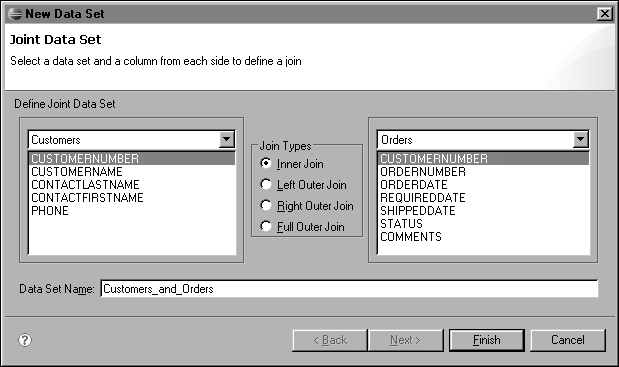 New Data Set
Joint Data Set
Select a data set and a column from each side to define a join
Define Joint Data Set
Customers
CUSTOMERNUMBER
CUSTOMERNAME
CONTACTLASTNAME
CONTACTFIRSTNAME
PHONE
Join Types
Inner Join
Left Outer Join
Right Outer Join
Full Outer Join
Orders
CUSTOMERNUMBER
ORDERNUMBER
ORDERDATE
REQUIREDDATE
SHIPPEDDATE
STATUS
COMMENTS
Data Set Name: Customers_and_Orders
? < Back Next > Finish Cancel